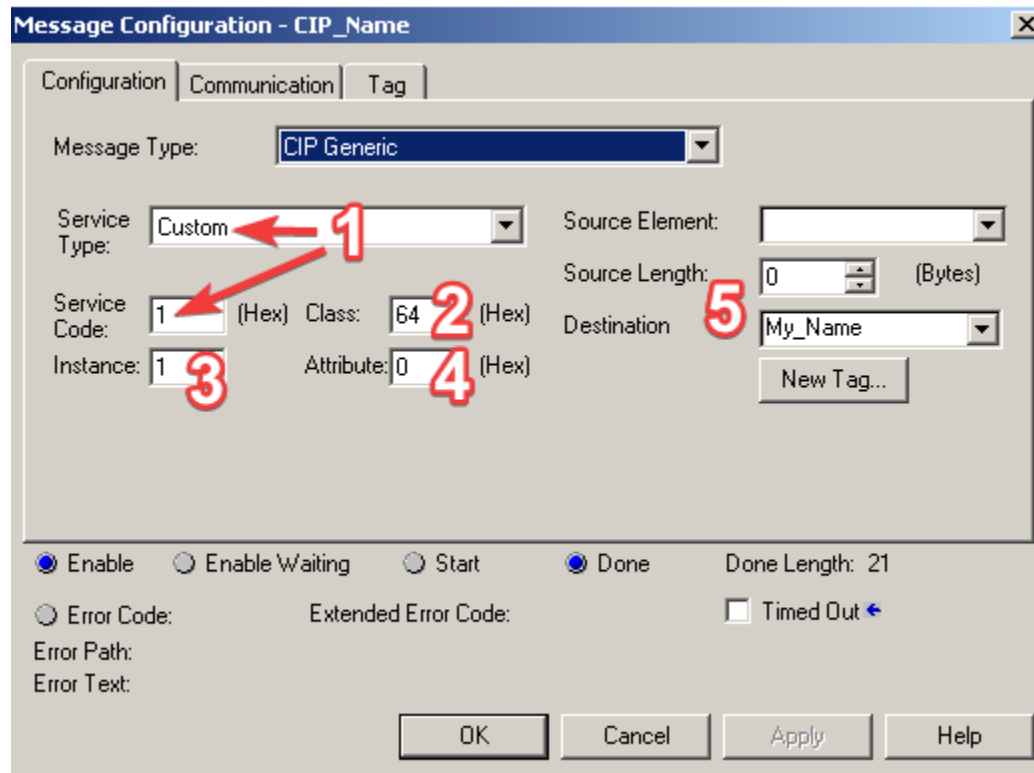 Message Configuration - CIP_Name
Configuration Communication Tag
Message Type: CIP Generic
Service Type: Custom 1
Source Element:
Source Length: 0 (Bytes)
Service Code: 1 (Hex) Class: 64 2 (Hex)
5 Destination My_Name
Instance: 1 3 Attribute: 0 4 (Hex)
New Tag...
Enable Enable Waiting Start Done Done Length: 21
Error Code: Extended Error Code: Timed Out
Error Path:
Error Text:
OK Cancel Apply Help